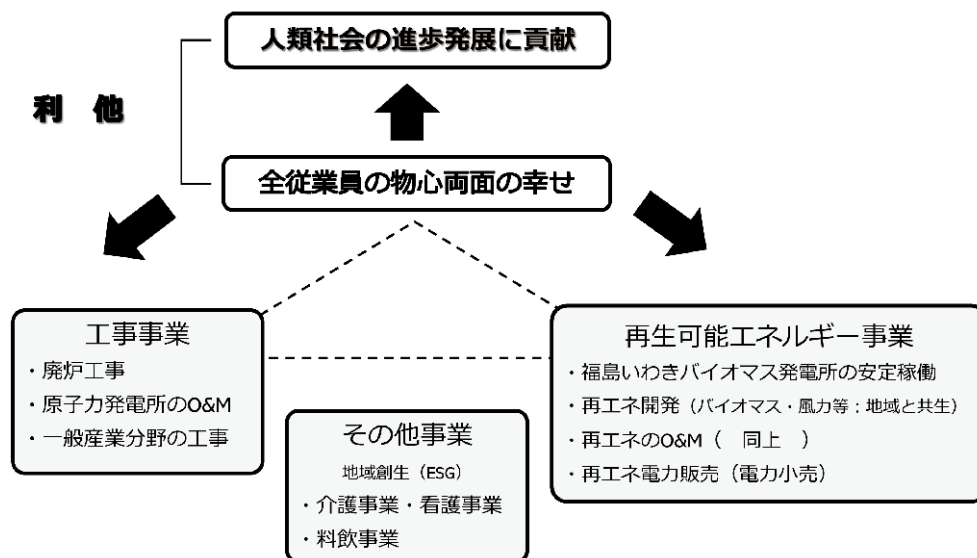 人類社会の進歩発展に貢献
利 他
全従業員の物心両面の幸せ
工事事業
・廃炉工事
・原子力発電所のO&M
・一般産業分野の工事
その他事業
地域創生（ESG）
・介護事業・看護事業
・料飲事業
再生可能エネルギー事業
・福島いわきバイオマス発電所の安定稼働
・再エネ開発（バイオマス・風力等：地域と共生）
・再エネのO&M（ 同上 ）
・再エネ電力販売（電力小売）